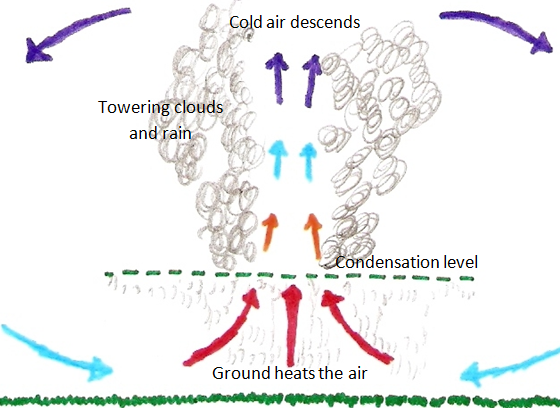 Cold air descends
Towering clouds
and rain
Condensation level
Ground heats the air